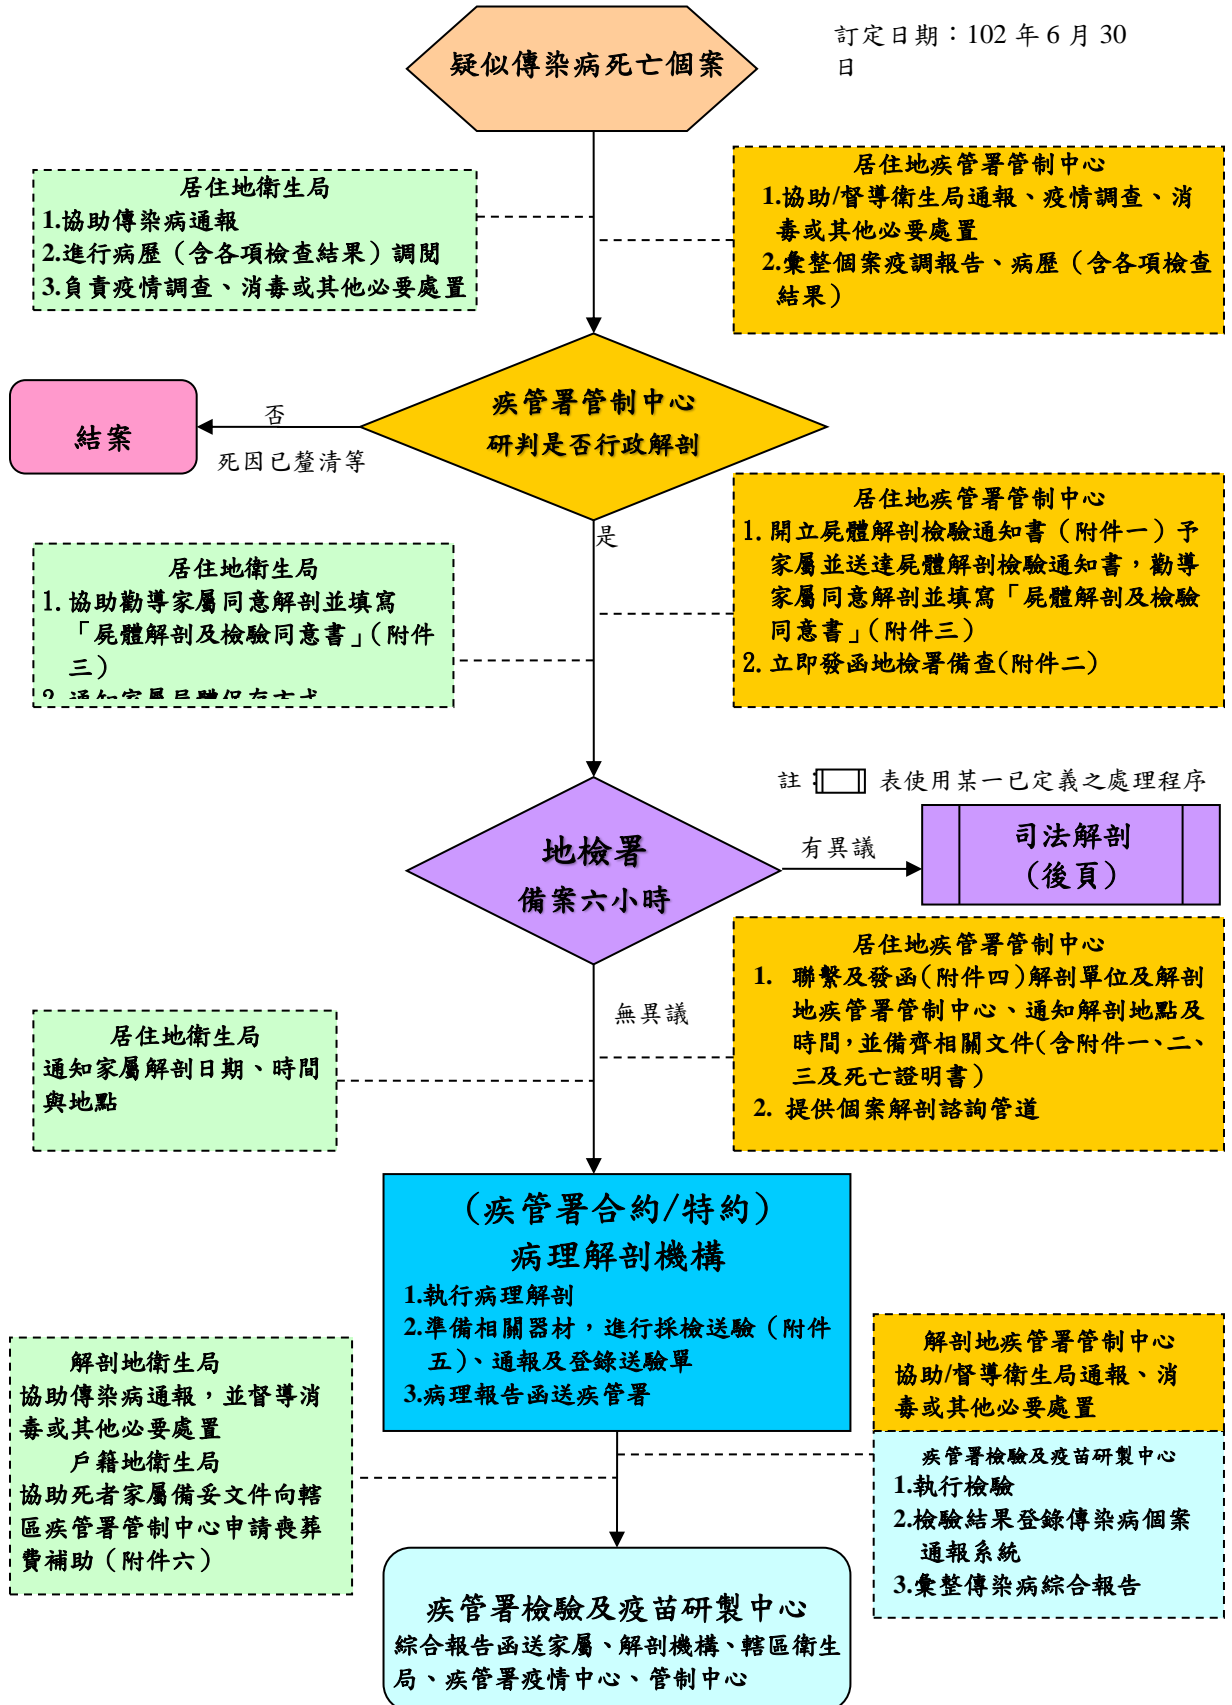 疑似傳染病死亡個案
訂定日期：102 年 6 月 30
日
居住地衛生局
1.協助傳染病通報
2.進行病歷（含各項檢查結果）調閱
3.負責疫情調查、消毒或其他必要處置
居住地疾管署管制中心
1.協助/督導衛生局通報、疫情調查、消
毒或其他必要處置
2.彙整個案疫調報告、病歷（含各項檢查
結果）
疾管署管制中心
研判是否行政解剖
否
死因已釐清等
結案
是
居住地衛生局
1. 協助勸導家屬同意解剖並填寫
「屍體解剖及檢驗同意書」（附件
三）
2. 通知家屬屍體保存方式
居住地疾管署管制中心
1. 開立屍體解剖檢驗通知書（附件一）予
家屬並送達屍體解剖檢驗通知書，勸導
家屬同意解剖並填寫「屍體解剖及檢驗
同意書」（附件三）
2. 立即發函地檢署備查(附件二）
註： 表使用某一已定義之處理程序
地檢署
備案六小時
有異議
司法解剖
（後頁）
無異議
居住地衛生局
通知家屬解剖日期、時間
與地點
居住地疾管署管制中心
1. 聯繫及發函(附件四）解剖單位及解剖
地疾管署管制中心、通知解剖地點及
時間，並備齊相關文件(含附件一、二、
三及死亡證明書）
2. 提供個案解剖諮詢管道
（疾管署合約/特約）
病理解剖機構
1.執行病理解剖
2.準備相關器材，進行採檢送驗（附件
五）、通報及登錄送驗單
3.病理報告函送疾管署
解剖地衛生局
協助傳染病通報，並督導消
毒或其他必要處置
戶籍地衛生局
協助死者家屬備妥文件向轄
區疾管署管制中心申請喪葬
費補助（附件六）
解剖地疾管署管制中心
協助/督導衛生局通報、消
毒或其他必要處置
疾管署檢驗及疫苗研製中心
1.執行檢驗
2.檢驗結果登錄傳染病個案
通報系統
3.彙整傳染病綜合報告
疾管署檢驗及疫苗研製中心
綜合報告函送家屬、解剖機構、轄區衛生
局、疾管署疫情中心、管制中心